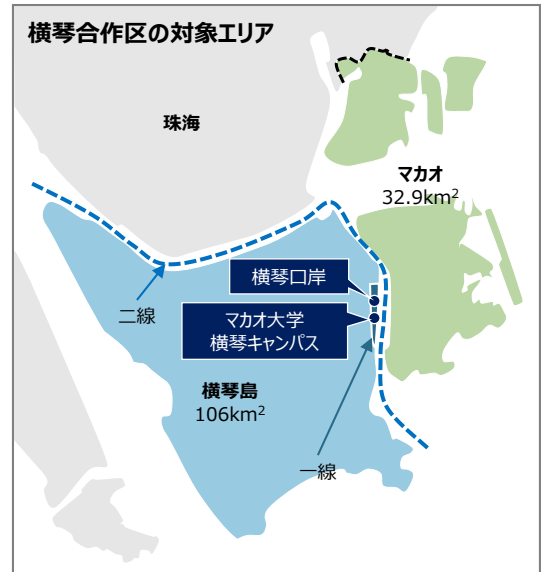 横琴合作区の対象エリア
珠海
マカオ
32.9km²
横琴口岸
二線
マカオ大学
横琴キャンパス
横琴島
106km²
一線